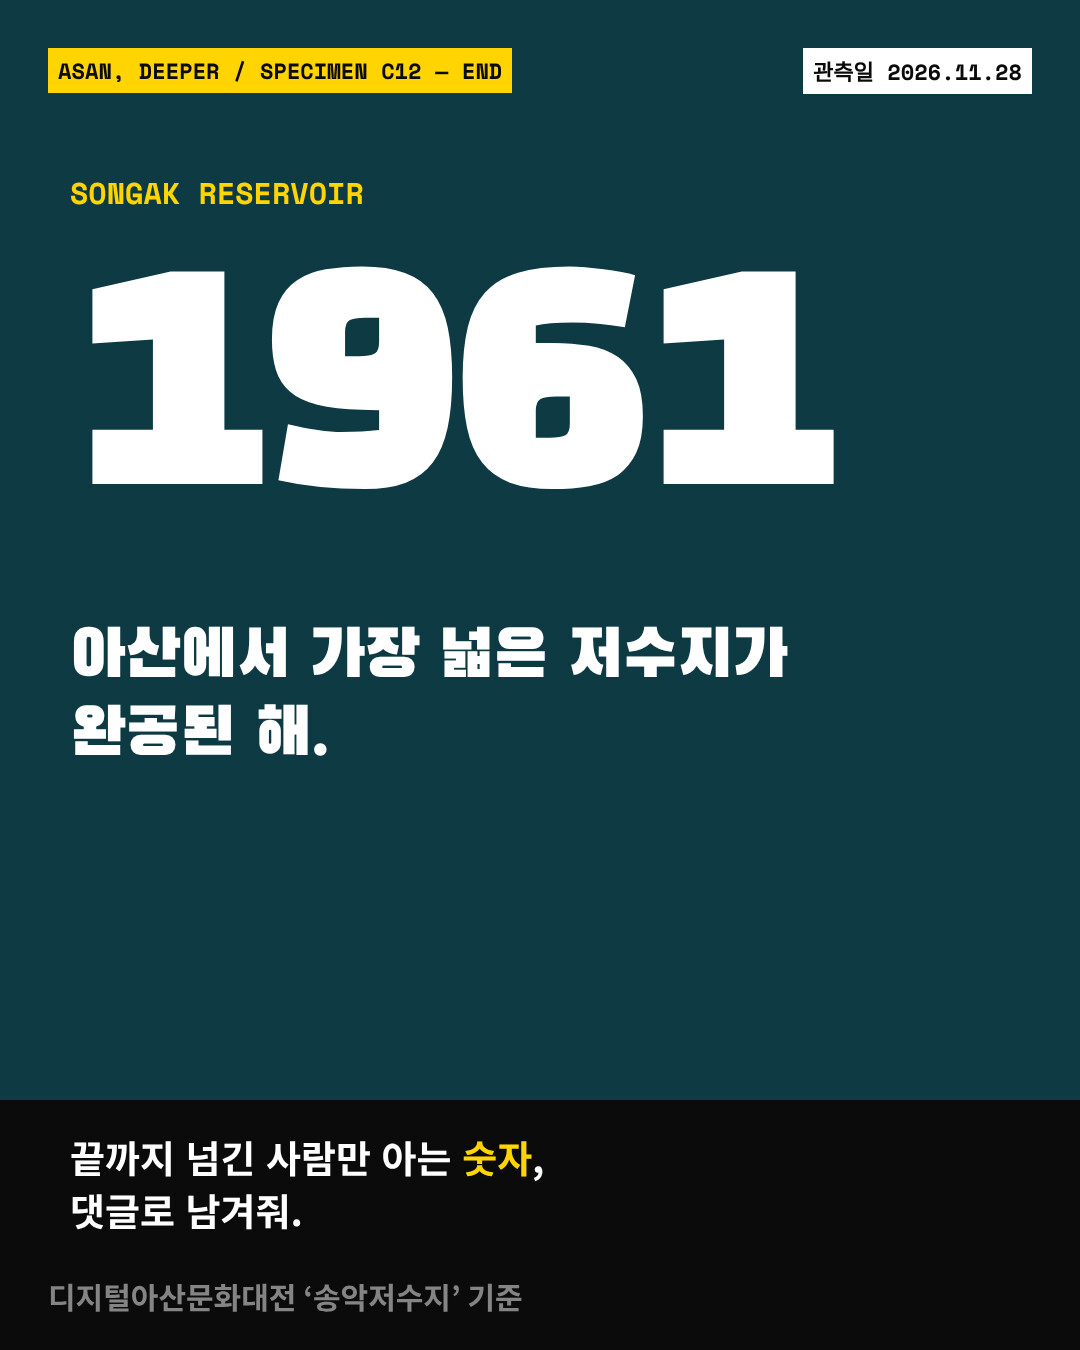 ASAN, DEEPER / SPECIMEN C12 — END
관측일 2026.11.28
SONGAK RESERVOIR
1961
아산에서 가장 넓은 저수지가
완공된 해.
끝까지 넘긴 사람만 아는 숫자,
댓글로 남겨줘.
디지털아산문화대전 ‘송악저수지’ 기준